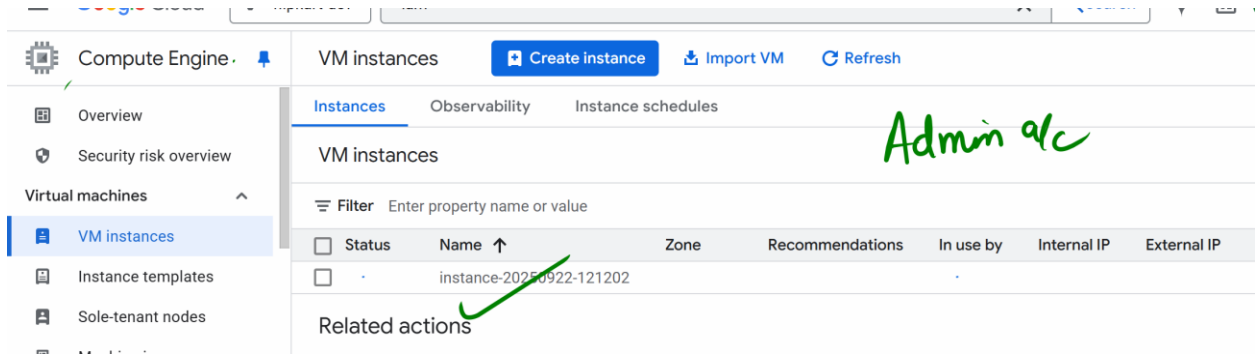 Compute Engine
VM instances
Create instance
Import VM
Refresh
Overview
Security risk overview
Virtual machines
VM instances
Instance templates
Sole-tenant nodes
Instances Observability Instance schedules
Admin a/c
VM instances
Filter Enter property name or value
Status Name ↑ Zone Recommendations In use by Internal IP External IP
instance-20250922-121202
Related actions